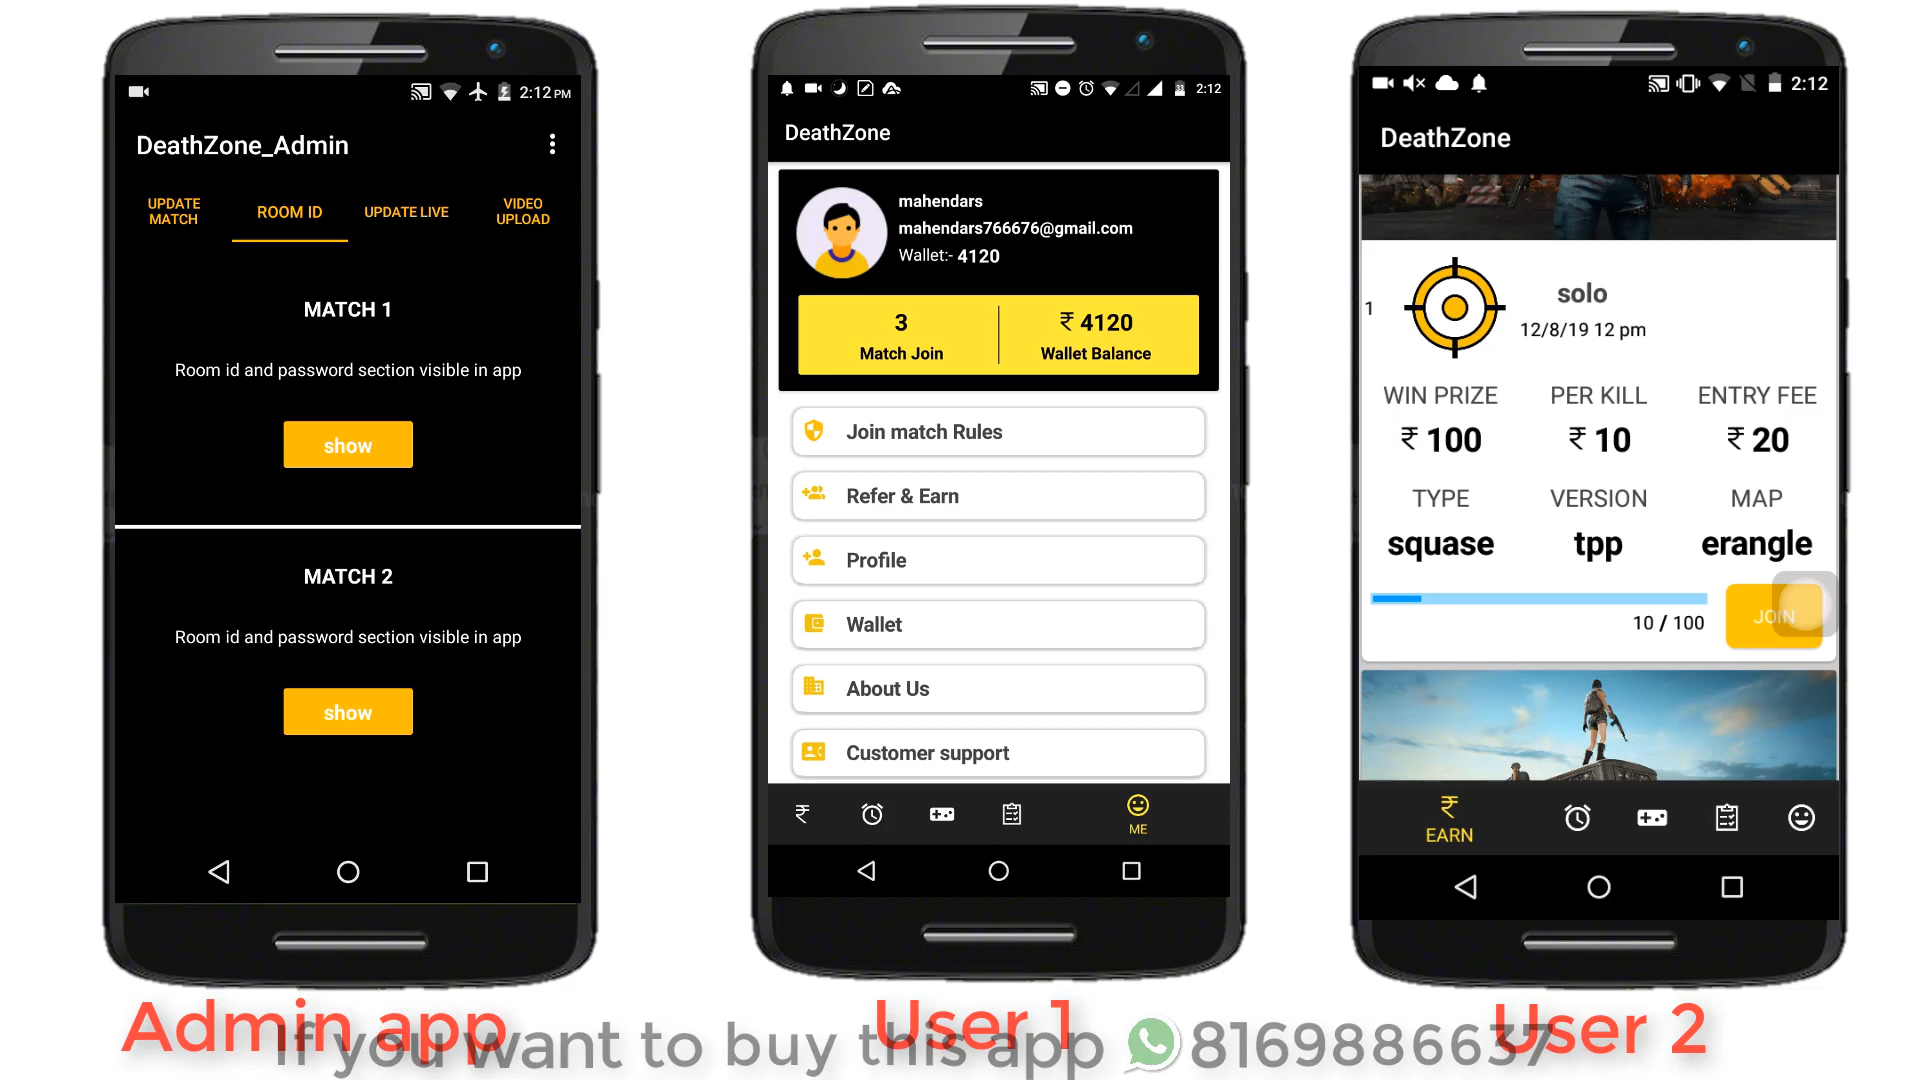 2:12 PM
DeathZone_Admin
UPDATE MATCH
ROOM ID
UPDATE LIVE
VIDEO UPLOAD
MATCH 1
Room id and password section visible in app
show
MATCH 2
Room id and password section visible in app
show
2:12
DeathZone
mahendars
mahendars766676@gmail.com
Wallet:- 4120
3
Match Join
₹ 4120
Wallet Balance
Join match Rules
Refer & Earn
Profile
Wallet
About Us
Customer support
ME
2:12
DeathZone
1
solo
12/8/19 12 pm
WIN PRIZE
PER KILL
ENTRY FEE
₹ 100
₹ 10
₹ 20
TYPE
VERSION
MAP
squase
tpp
erangle
10 / 100
JOIN
₹
EARN
Admin app
User 1
User 2
If you want to buy this app 8169886637